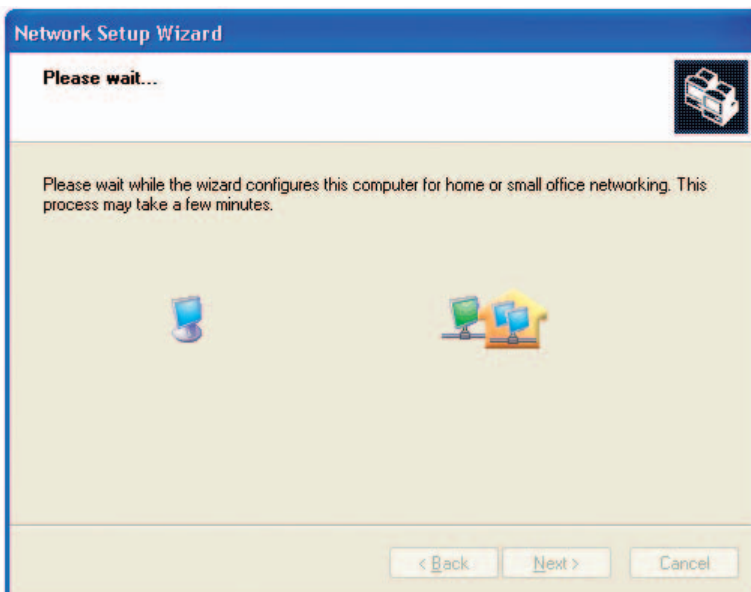 Network Setup Wizard
Please wait...
Please wait while the wizard configures this computer for home or small office networking. This
process may take a few minutes.
< Back Next > Cancel